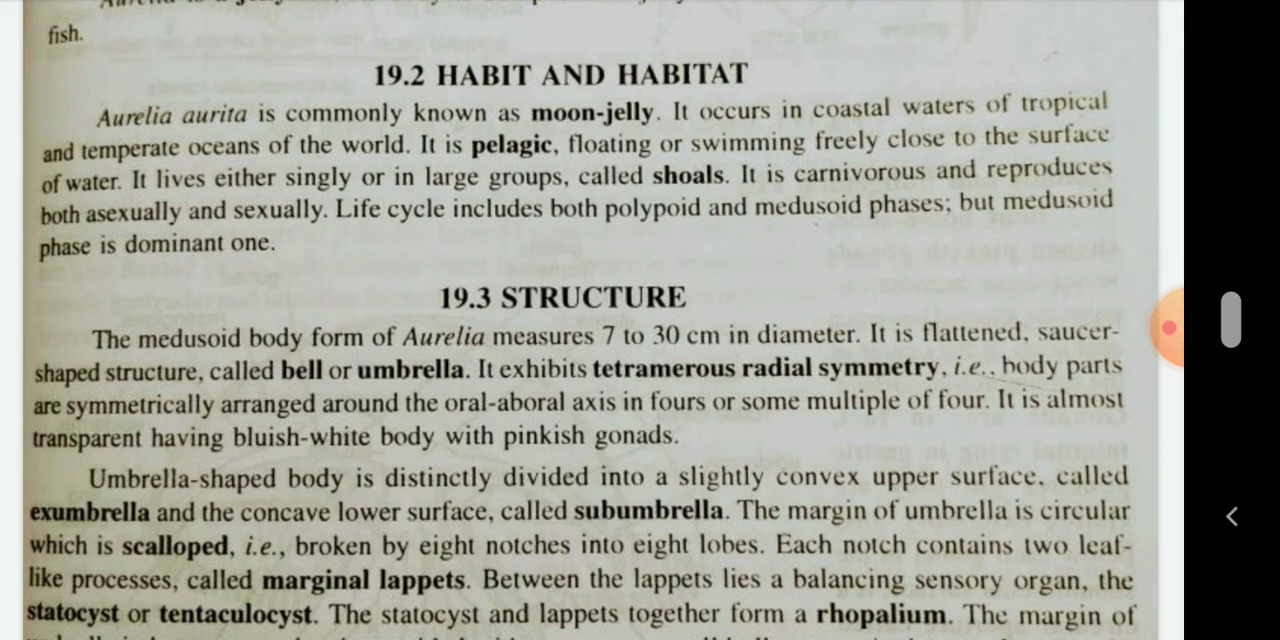 fish.
19.2 HABIT AND HABITAT
Aurelia aurita is commonly known as moon-jelly. It occurs in coastal waters of tropical
and temperate oceans of the world. It is pelagic, floating or swimming freely close to the surface
of water. It lives either singly or in large groups, called shoals. It is carnivorous and reproduces
both asexually and sexually. Life cycle includes both polypoid and medusoid phases; but medusoid
phase is dominant one.
19.3 STRUCTURE
The medusoid body form of Aurelia measures 7 to 30 cm in diameter. It is flattened, saucer-
shaped structure, called bell or umbrella. It exhibits tetramerous radial symmetry, i.e., body parts
are symmetrically arranged around the oral-aboral axis in fours or some multiple of four. It is almost
transparent having bluish-white body with pinkish gonads.
Umbrella-shaped body is distinctly divided into a slightly convex upper surface, called
exumbrella and the concave lower surface, called subumbrella. The margin of umbrella is circular
which is scalloped, i.e., broken by eight notches into eight lobes. Each notch contains two leaf-
like processes, called marginal lappets. Between the lappets lies a balancing sensory organ, the
statocyst or tentaculocyst. The statocyst and lappets together form a rhopalium. The margin of